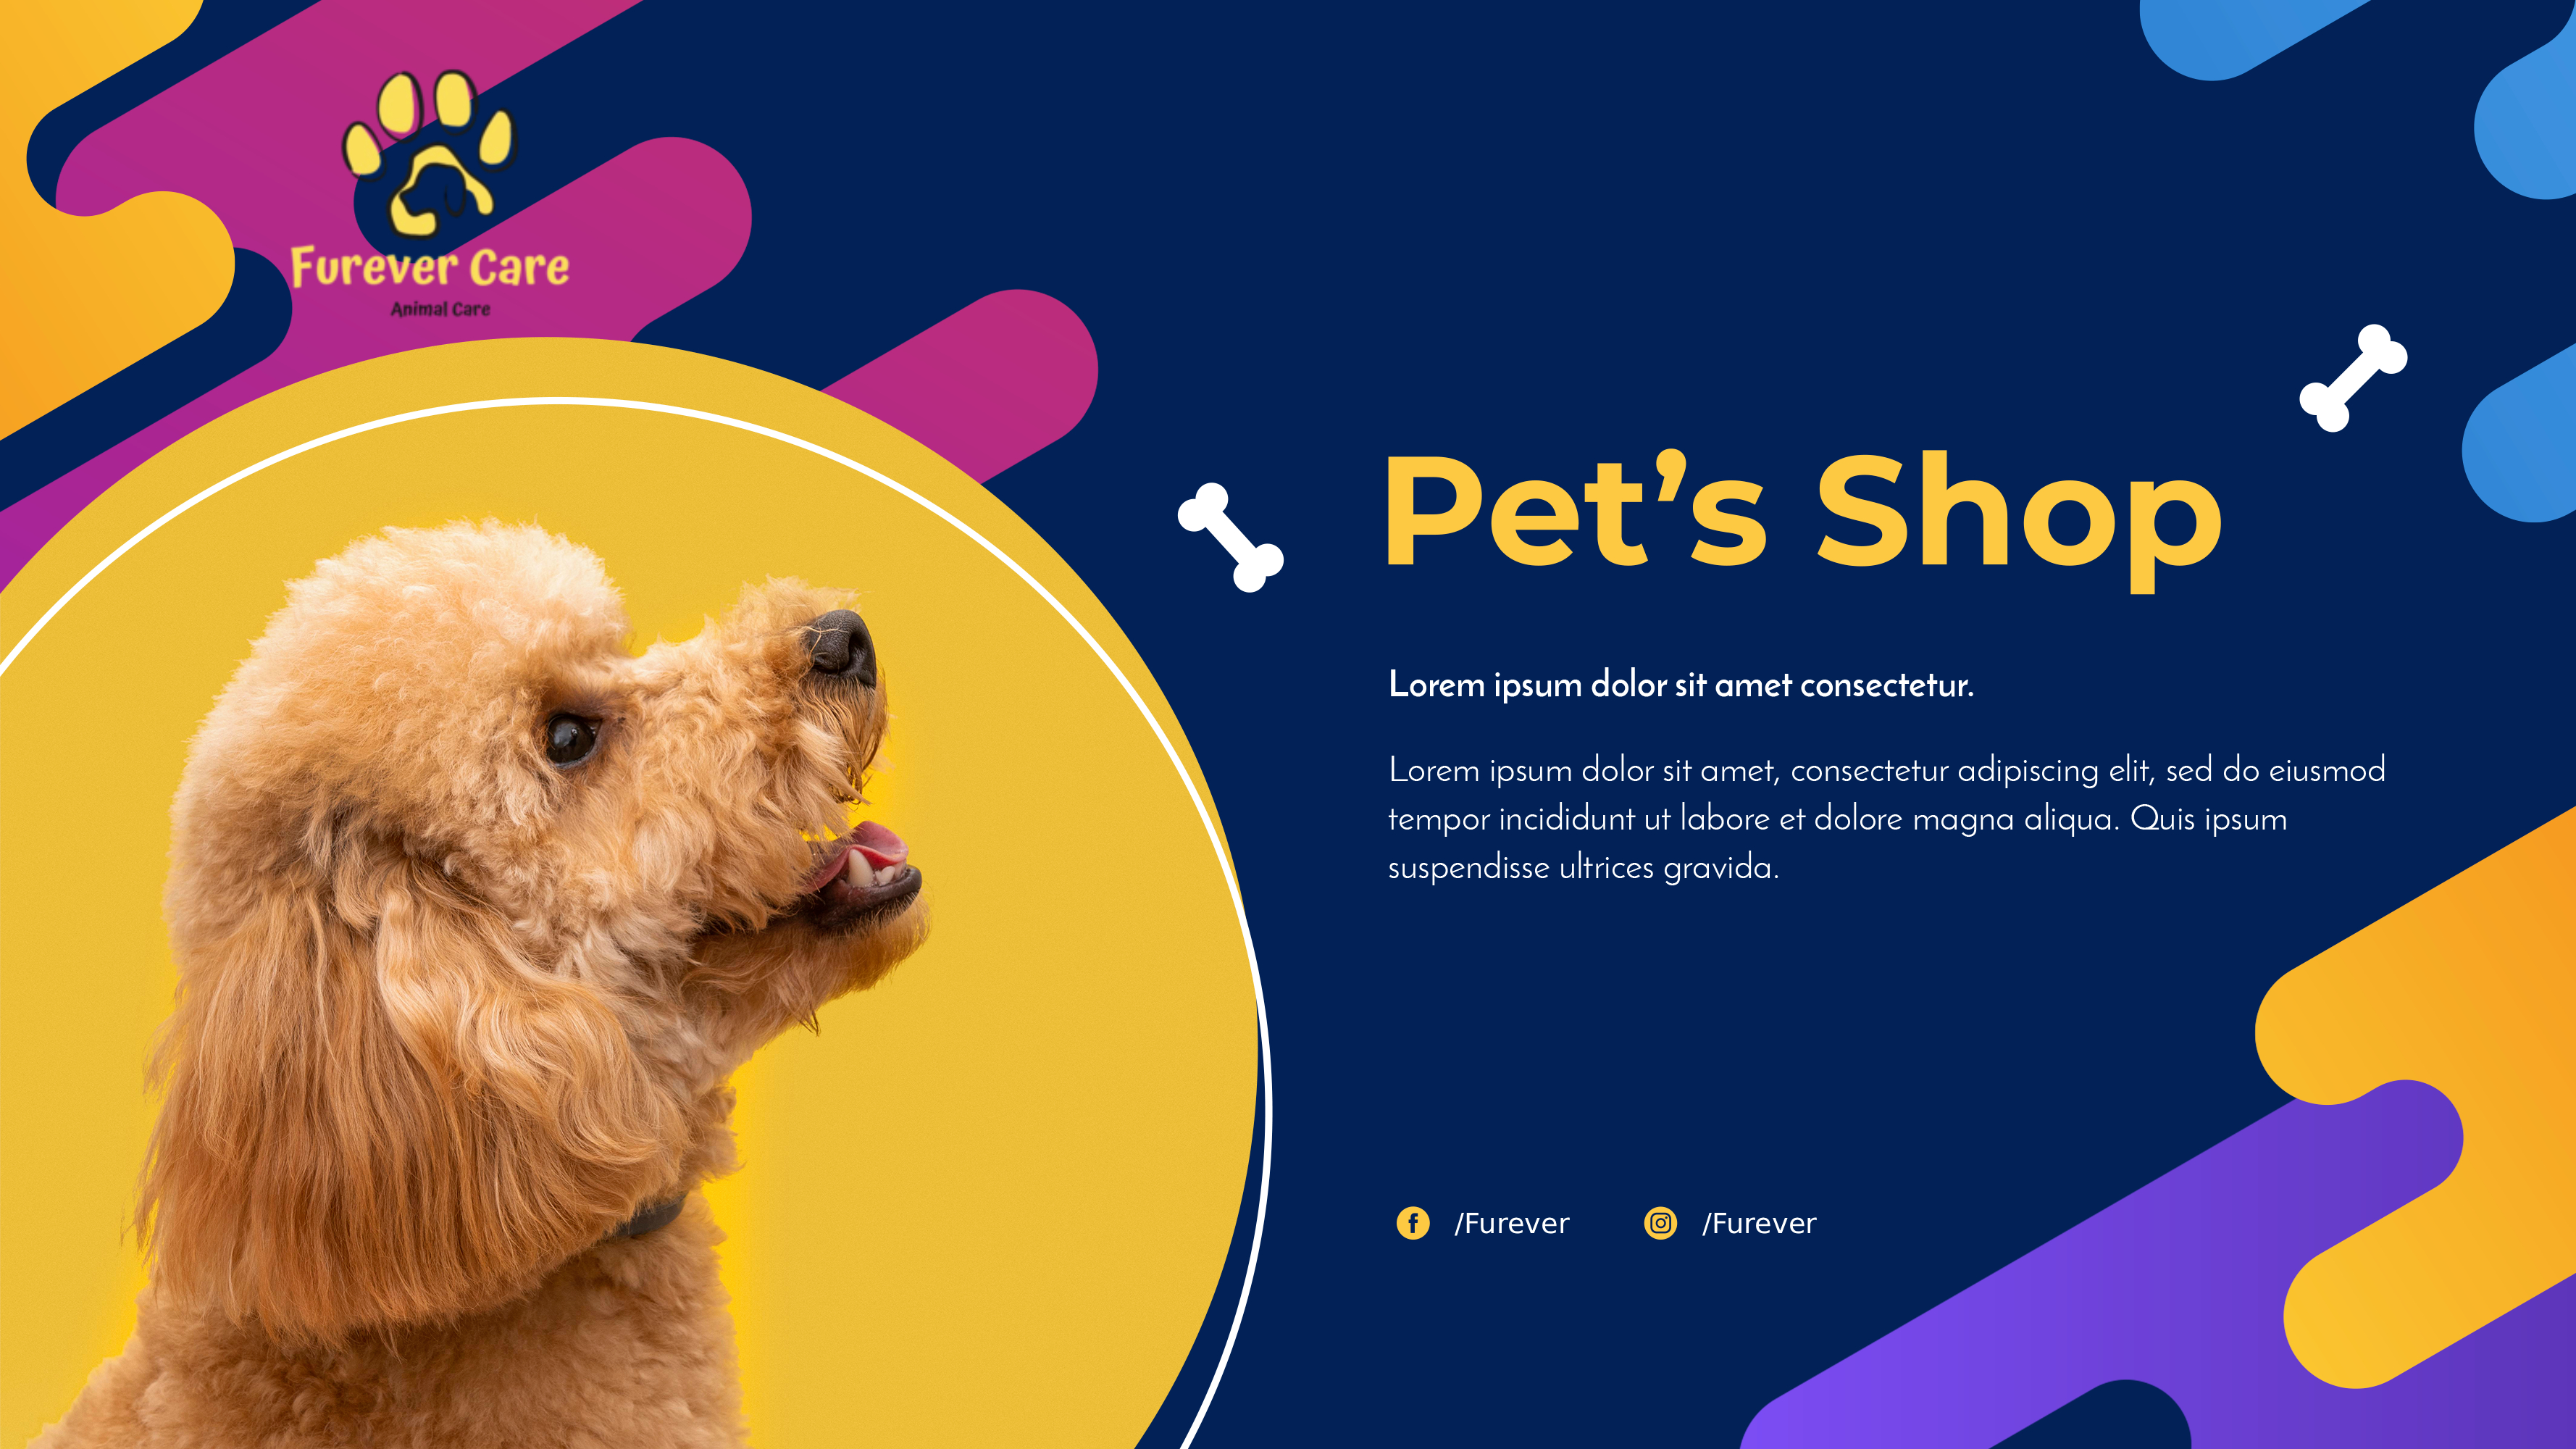 Furever Care
Animal Care
Pet’s Shop
Lorem ipsum dolor sit amet consectetur.
Lorem ipsum dolor sit amet, consectetur adipiscing elit, sed do eiusmod
tempor incididunt ut labore et dolore magna aliqua. Quis ipsum
suspendisse ultrices gravida.
/Furever /Furever